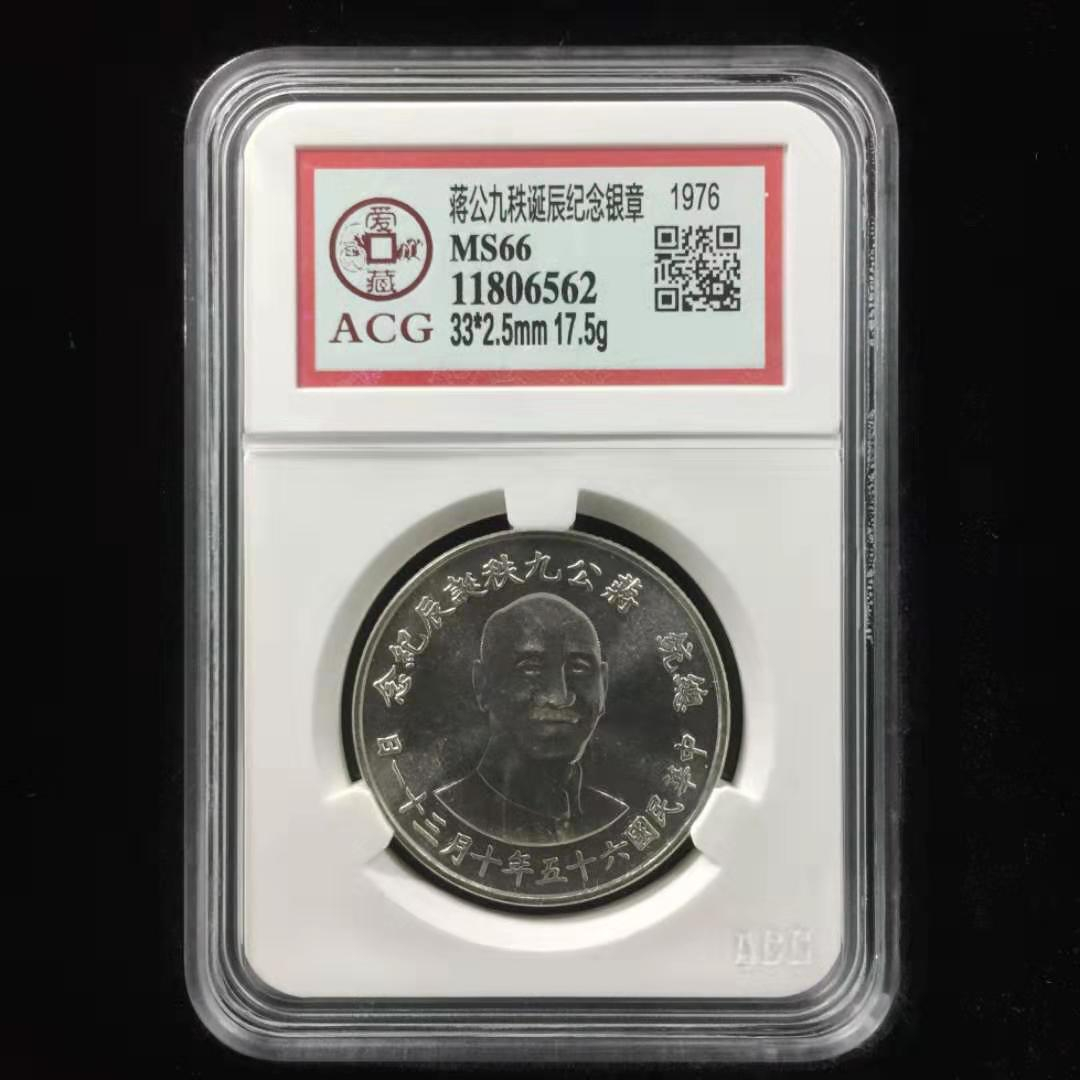 蒋公九秩诞辰纪念银章 1976
MS66
11806562
33*2.5mm 17.5g
爱藏
ACG
總統 蔣公九秩誕辰紀念
中華民國六十五年十月三十一日
ACG